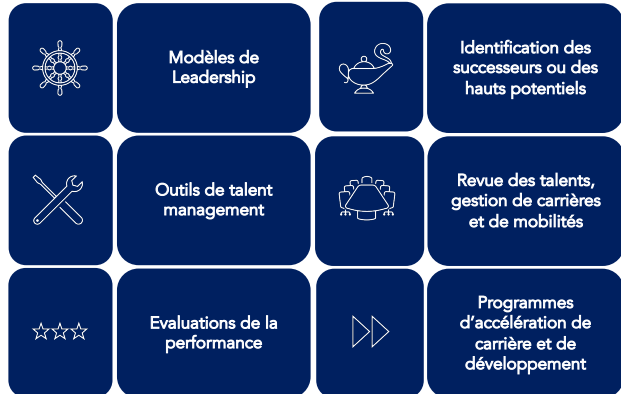 Modèles de
Leadership
Identification des
successeurs ou des
hauts potentiels
Outils de talent
management
Revue des talents,
gestion de carrières
et de mobilités
Evaluations de la
performance
Programmes
d’accélération de
carrière et de
développement